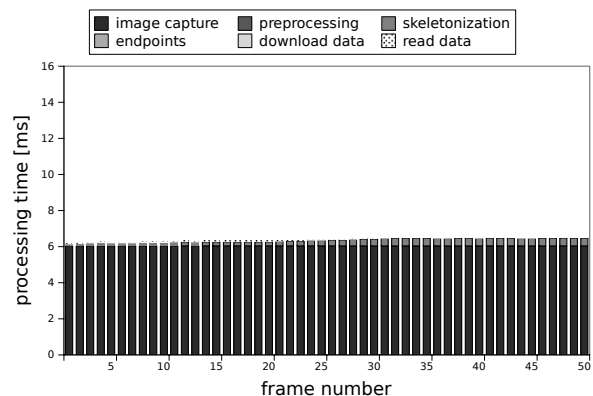 image capture preprocessing skeletonization
endpoints download data read data
16
14
12
10
8
6
4
2
0
processing time [ms]
5 10 15 20 25 30 35 40 45 50
frame number